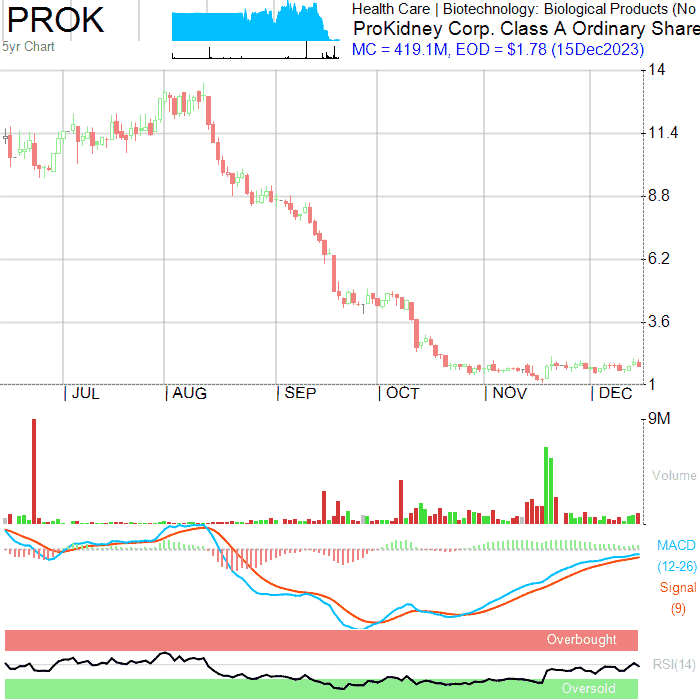 PROK
5yr Chart
Health Care | Biotechnology: Biological Products (No
ProKidney Corp. Class A Ordinary Share
MC = 419.1M, EOD = $1.78 (15Dec2023)
14
11.4
8.8
6.2
3.6
1
JUL
AUG
SEP
OCT
NOV
DEC
9M
Volume
MACD
(12-26)
Signal
(9)
Overbought
RSI(14)
Oversold